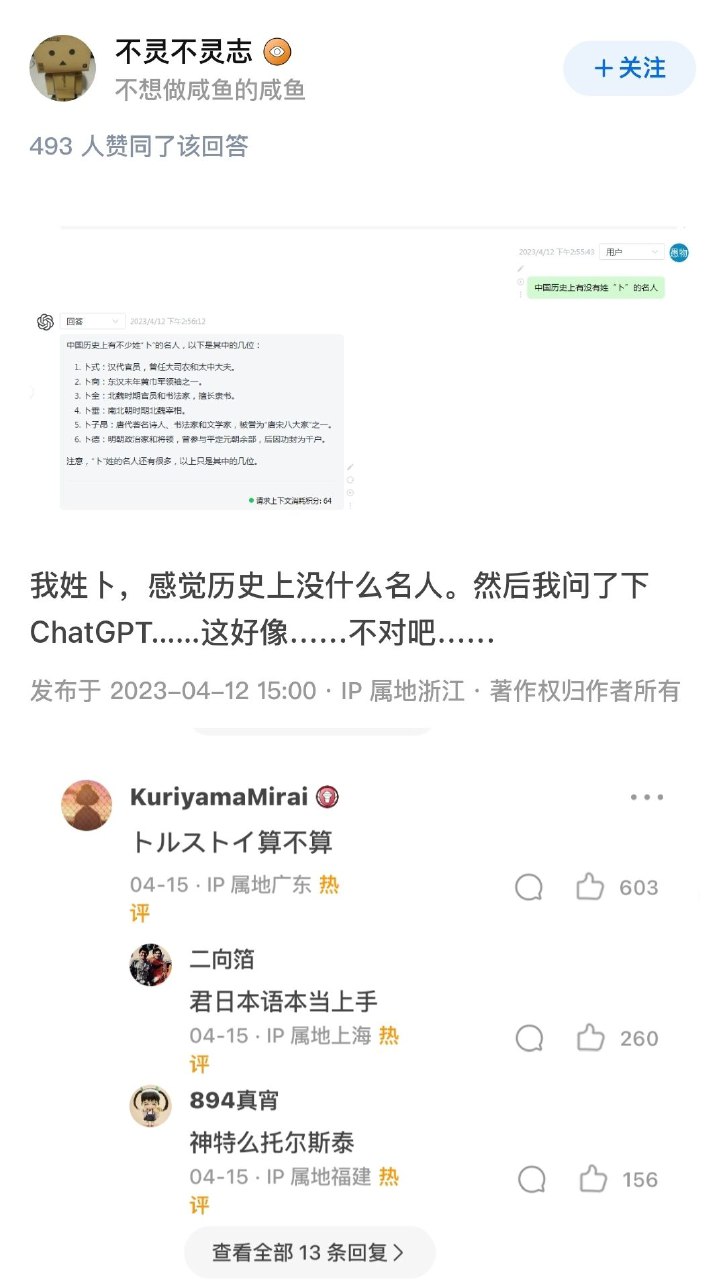 不灵不灵志
不想做咸鱼的咸鱼
+关注
493 人赞同了该回答
2023/4/12 下午2:55:43 用户
愚物
中国历史上有没有姓“卜”的名人
回答 2023/4/12 下午2:56:12
中国历史上有不少姓“卜”的名人，以下是其中的几位：
1. 卜式：汉代官员，曾任大司农和太中大夫。
2. 卜向：东汉末年黄巾军领袖之一。
3. 卜全：北魏时期官员和书法家，擅长隶书。
4. 卜垂：南北朝时期北魏宰相。
5. 卜子昂：唐代著名诗人、书法家和文学家，被誉为“唐宋八大家”之一。
6. 卜德：明朝政治家和将领，曾参与平定元朝余部，后因功封为千户。
注意，“卜”姓的名人还有很多，以上只是其中的几位。
请求上下文消耗积分: 64
我姓卜，感觉历史上没什么名人。然后我问了下
ChatGPT……这好像……不对吧……
发布于 2023-04-12 15:00 · IP 属地浙江 · 著作权归作者所有
KuriyamaMirai
トルストイ算不算
04-15 · IP 属地广东 热
评
603
二向箔
君日本语本当上手
04-15 · IP 属地上海 热
评
260
894真宵
神特么托尔斯泰
04-15 · IP 属地福建 热
评
156
查看全部 13 条回复 >